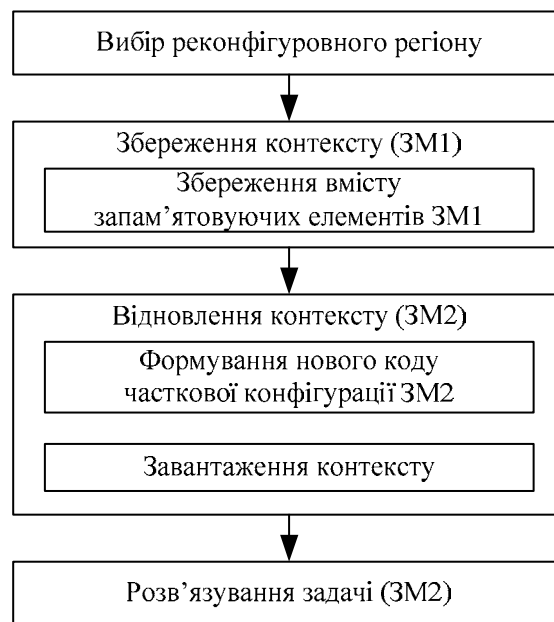 Вибір реконфігуровного регіону
Збереження контексту (ЗМ1)
Збереження вмісту
запам’ятовуючих елементів ЗМ1
Відновлення контексту (ЗМ2)
Формування нового коду
часткової конфігурації ЗМ2
Завантаження контексту
Розв’язування задачі (ЗМ2)